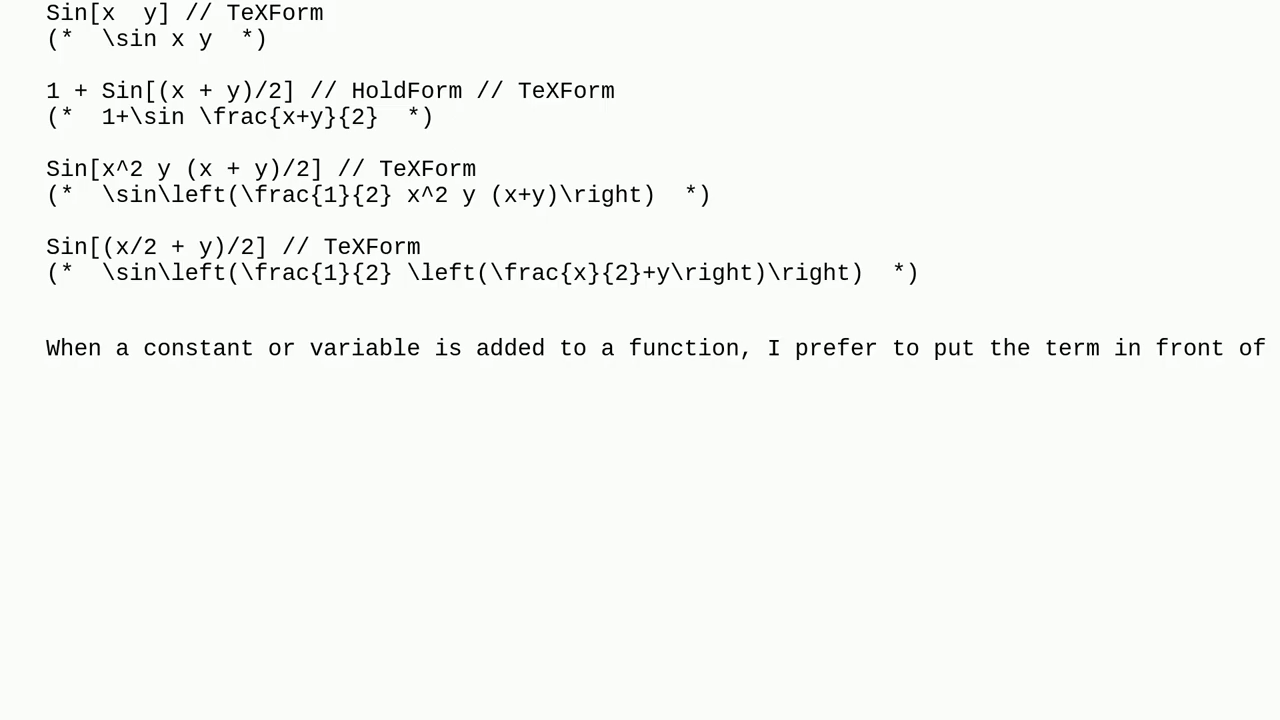 Sin[x  y] // TeXForm
(*  \sin x y  *)
1 + Sin[(x + y)/2] // HoldForm // TeXForm
(*  1+\sin \frac{x+y}{2}  *)
Sin[x^2 y (x + y)/2] // TeXForm
(*  \sin\left(\frac{1}{2} x^2 y (x+y)\right)  *)
Sin[(x/2 + y)/2] // TeXForm
(*  \sin\left(\frac{1}{2} \left(\frac{x}{2}+y\right)\right)  *)
When a constant or variable is added to a function, I prefer to put the term in front of